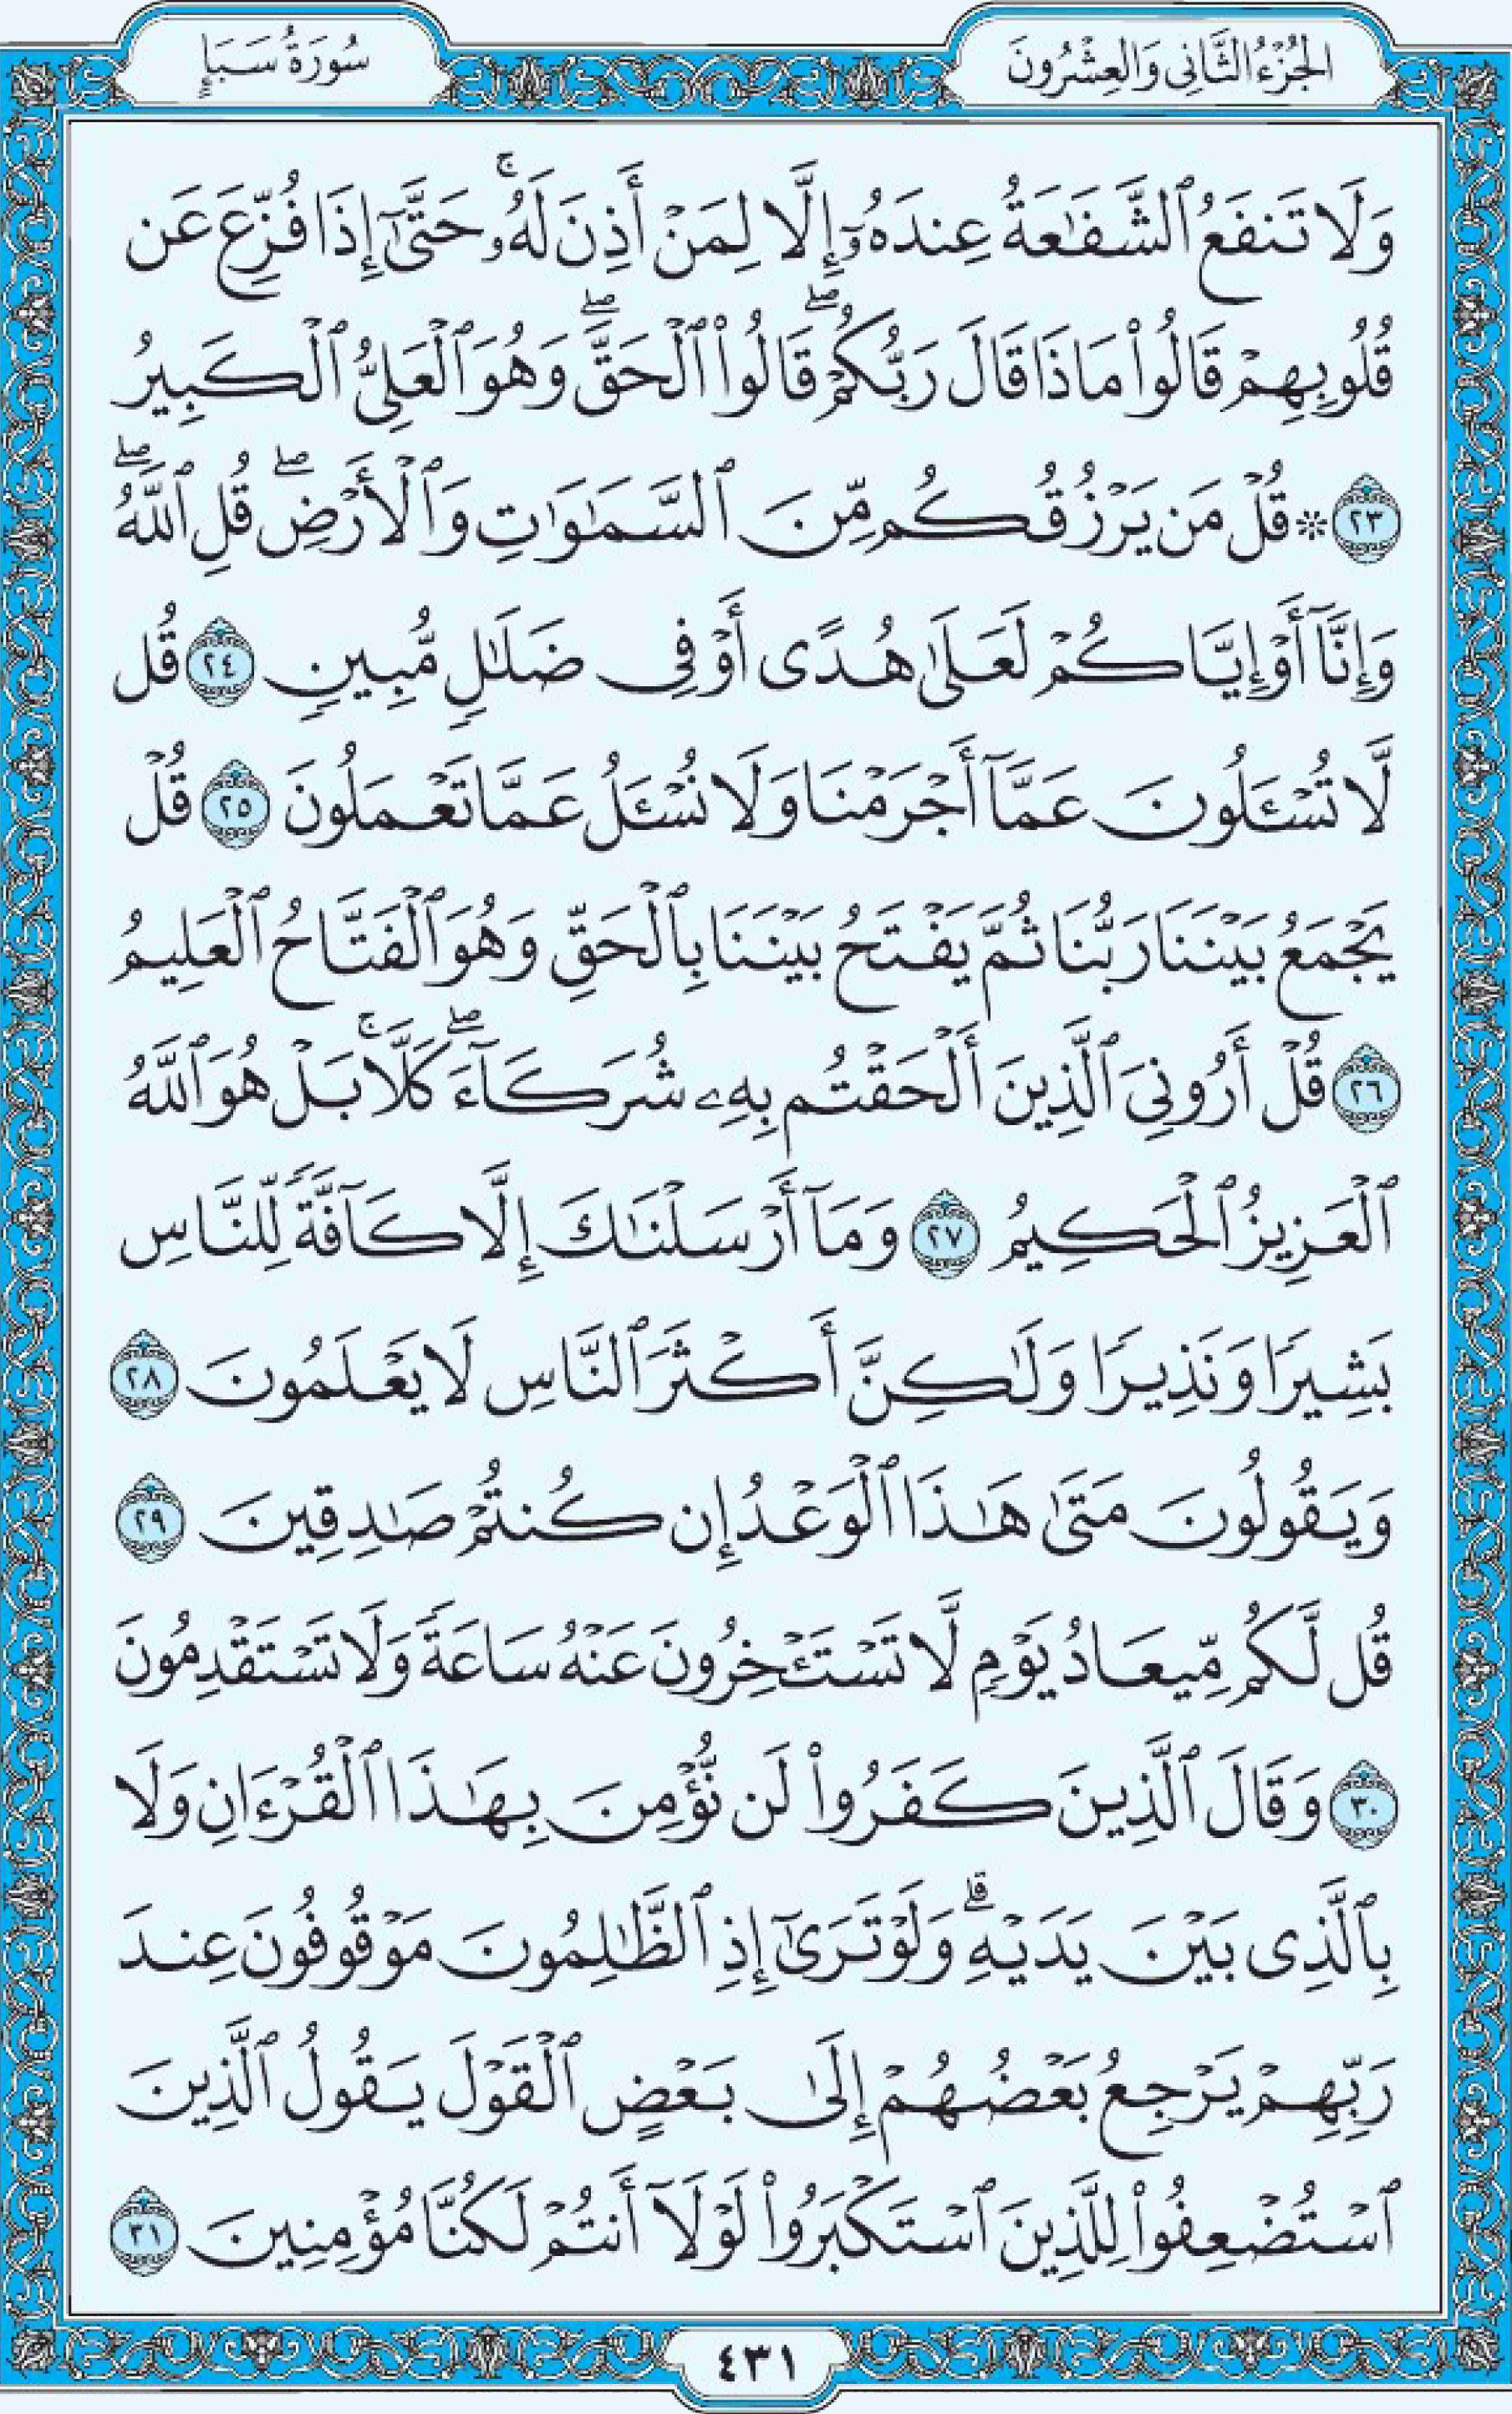 الجُزْءُ الثَّانِي وَالعِشْرُونَ
سُورَةُ سَبَإٍ
وَلَا تَنفَعُ ٱلشَّفَٰعَةُ عِندَهُۥٓ إِلَّا لِمَنْ أَذِنَ لَهُۥۚ حَتَّىٰٓ إِذَا فُزِّعَ عَن
قُلُوبِهِمْ قَالُوا۟ مَاذَا قَالَ رَبُّكُمْۖ قَالُوا۟ ٱلْحَقَّۖ وَهُوَ ٱلْعَلِىُّ ٱلْكَبِيرُ
٢٣ ۞ قُلْ مَن يَرْزُقُكُم مِّنَ ٱلسَّمَٰوَٰتِ وَٱلْأَرْضِۖ قُلِ ٱللَّهُۖ
وَإِنَّآ أَوْ إِيَّاكُمْ لَعَلَىٰ هُدًى أَوْ فِى ضَلَٰلٍ مُّبِينٍ ٢٤ قُل
لَّا تُسْـَٔلُونَ عَمَّآ أَجْرَمْنَا وَلَا نُسْـَٔلُ عَمَّا تَعْمَلُونَ ٢٥ قُلْ
يَجْمَعُ بَيْنَنَا رَبُّنَا ثُمَّ يَفْتَحُ بَيْنَنَا بِٱلْحَقِّ وَهُوَ ٱلْفَتَّاحُ ٱلْعَلِيمُ
٢٦ قُلْ أَرُونِىَ ٱلَّذِينَ أَلْحَقْتُم بِهِۦ شُرَكَآءَۖ كَلَّاۚ بَلْ هُوَ ٱللَّهُ
ٱلْعَزِيزُ ٱلْحَكِيمُ ٢٧ وَمَآ أَرْسَلْنَٰكَ إِلَّا كَآفَّةً لِّلنَّاسِ
بَشِيرًا وَنَذِيرًا وَلَٰكِنَّ أَكْثَرَ ٱلنَّاسِ لَا يَعْلَمُونَ ٢٨
وَيَقُولُونَ مَتَىٰ هَٰذَا ٱلْوَعْدُ إِن كُنتُمْ صَٰدِقِينَ ٢٩
قُل لَّكُم مِّيعَادُ يَوْمٍ لَّا تَسْتَـْٔخِرُونَ عَنْهُ سَاعَةً وَلَا تَسْتَقْدِمُونَ
٣٠ وَقَالَ ٱلَّذِينَ كَفَرُوا۟ لَن نُّؤْمِنَ بِهَٰذَا ٱلْقُرْءَانِ وَلَا
بِٱلَّذِى بَيْنَ يَدَيْهِۗ وَلَوْ تَرَىٰٓ إِذِ ٱلظَّٰلِمُونَ مَوْقُوفُونَ عِندَ
رَبِّهِمْ يَرْجِعُ بَعْضُهُمْ إِلَىٰ بَعْضٍ ٱلْقَوْلَ يَقُولُ ٱلَّذِينَ
ٱسْتُضْعِفُوا۟ لِلَّذِينَ ٱسْتَكْبَرُوا۟ لَوْلَآ أَنتُمْ لَكُنَّا مُؤْمِنِينَ ٣١
٤٣١